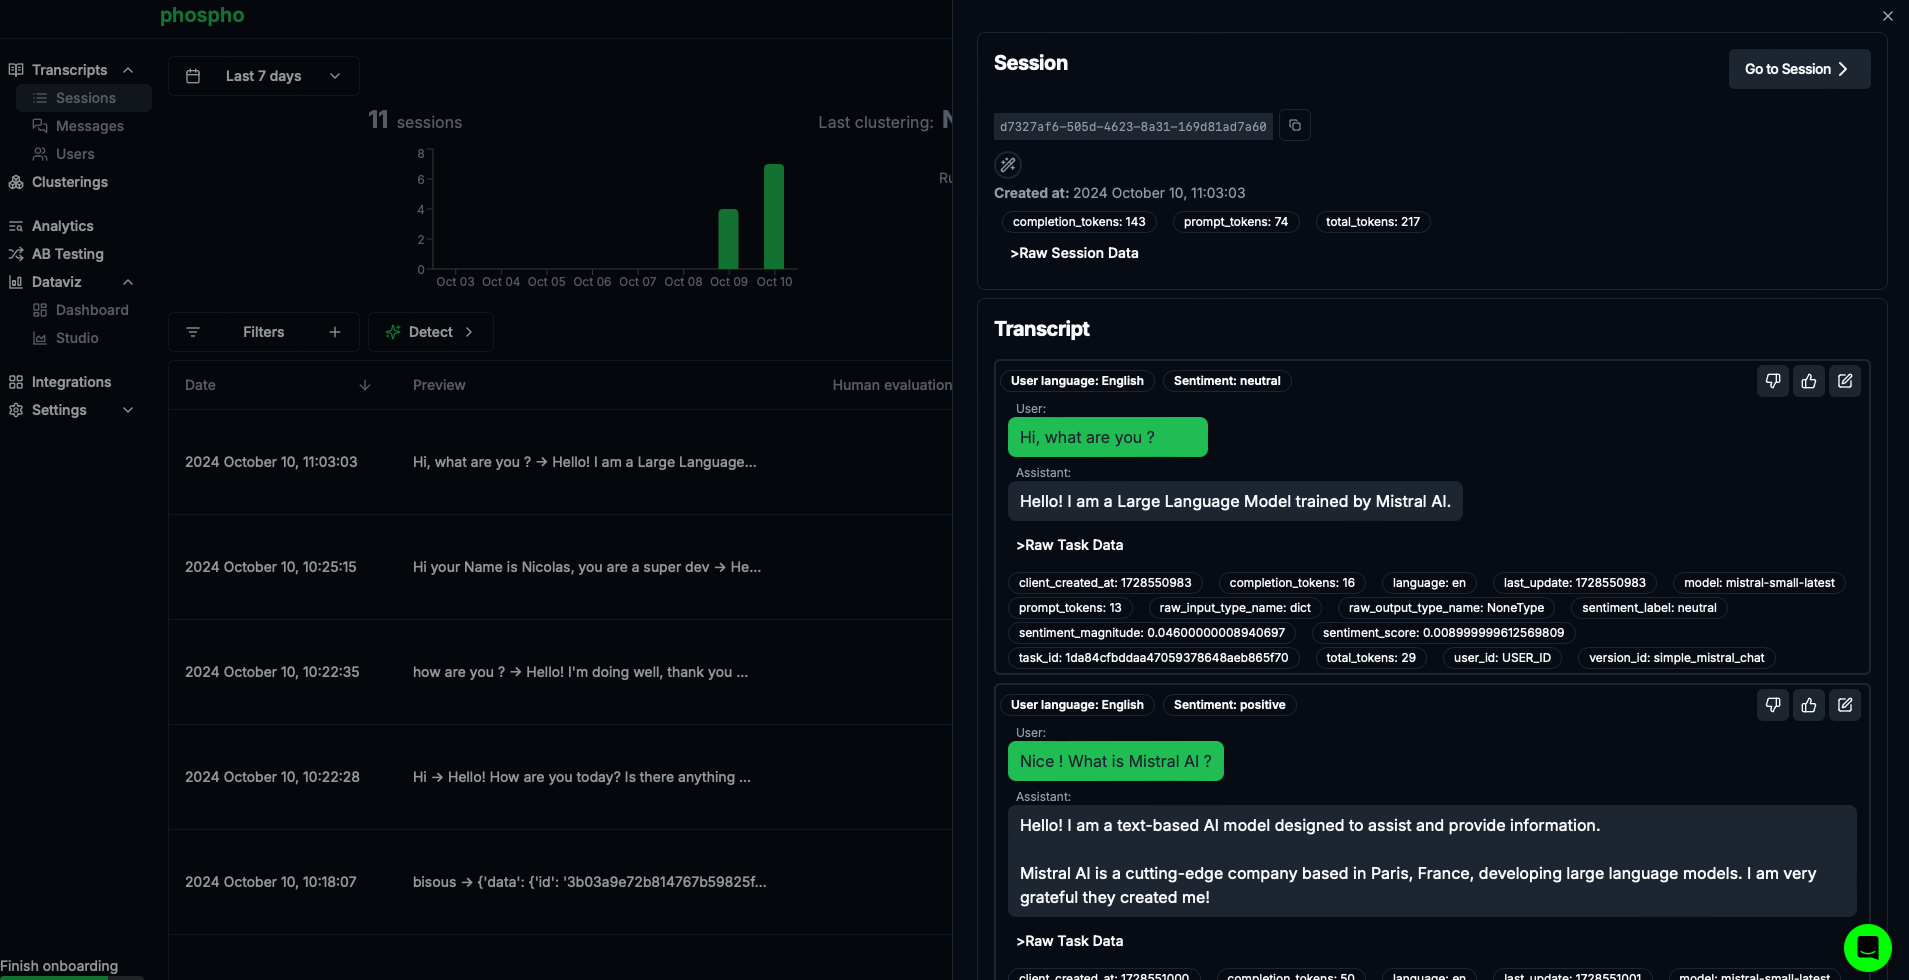 phospho
Transcripts
Sessions
Messages
Users
Clusterings
Analytics
AB Testing
Dataviz
Dashboard
Studio
Integrations
Settings
Finish onboarding
Last 7 days
11 sessions
Last clustering:
8
6
4
2
0
Oct 03 Oct 04 Oct 05 Oct 06 Oct 07 Oct 08 Oct 09 Oct 10
Filters +
Detect >
Date Preview Human evaluation
2024 October 10, 11:03:03 Hi, what are you ? → Hello! I am a Large Language...
2024 October 10, 10:25:15 Hi your Name is Nicolas, you are a super dev → He...
2024 October 10, 10:22:35 how are you ? → Hello! I'm doing well, thank you ...
2024 October 10, 10:22:28 Hi → Hello! How are you today? Is there anything ...
2024 October 10, 10:18:07 bisous → {'data': {'id': '3b03a9e72b814767b59825f...
Session
Go to Session >
d7327af6-505d-4623-8a31-169d81ad7a60
Created at: 2024 October 10, 11:03:03
completion_tokens: 143 prompt_tokens: 74 total_tokens: 217
>Raw Session Data
Transcript
User language: English Sentiment: neutral
User:
Hi, what are you ?
Assistant:
Hello! I am a Large Language Model trained by Mistral AI.
>Raw Task Data
client_created_at: 1728550983 completion_tokens: 16 language: en last_update: 1728550983 model: mistral-small-latest
prompt_tokens: 13 raw_input_type_name: dict raw_output_type_name: NoneType sentiment_label: neutral
sentiment_magnitude: 0.04600000008940697 sentiment_score: 0.008999999612569809
task_id: 1da84cfbddaa47059378648aeb865f70 total_tokens: 29 user_id: USER_ID version_id: simple_mistral_chat
User language: English Sentiment: positive
User:
Nice ! What is Mistral AI ?
Assistant:
Hello! I am a text-based AI model designed to assist and provide information.
Mistral AI is a cutting-edge company based in Paris, France, developing large language models. I am very
grateful they created me!
>Raw Task Data
client_created_at: 1728551000 completion_tokens: 50 language: en last_update: 1728551001 model: mistral-small-latest